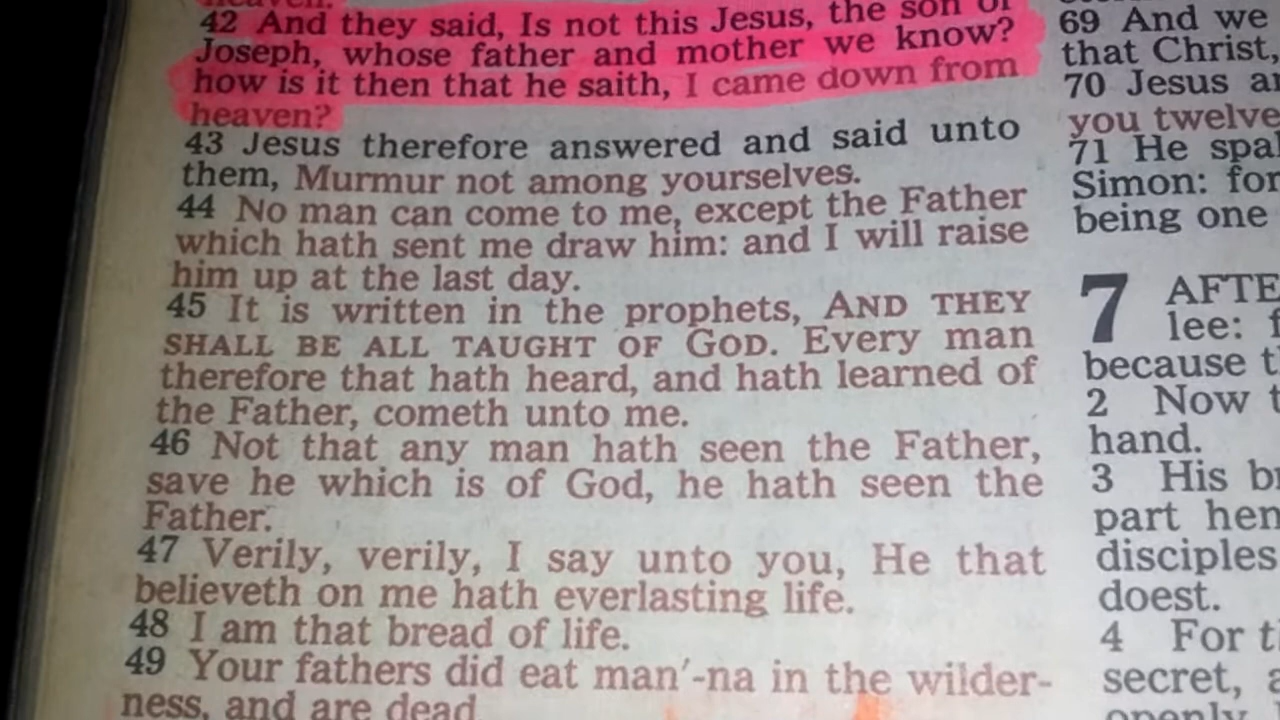 heaven.
42 And they said, Is not this Jesus, the son of
Joseph, whose father and mother we know?
how is it then that he saith, I came down from
heaven?
43 Jesus therefore answered and said unto
them, Murmur not among yourselves.
44 No man can come to me, except the Father
which hath sent me draw him: and I will raise
him up at the last day.
45 It is written in the prophets, AND THEY
SHALL BE ALL TAUGHT OF GOD. Every man
therefore that hath heard, and hath learned of
the Father, cometh unto me.
46 Not that any man hath seen the Father,
save he which is of God, he hath seen the
Father.
47 Verily, verily, I say unto you, He that
believeth on me hath everlasting life.
48 I am that bread of life.
49 Your fathers did eat man′-na in the wilder-
ness, and are dead.
69 And we
that Christ,
70 Jesus
you twelve
71 He
Simon: for
being one
7 AFTE
lee:
because
2 Now
hand.
3 His
part
disciples
doest.
4 For
secret,
openly.